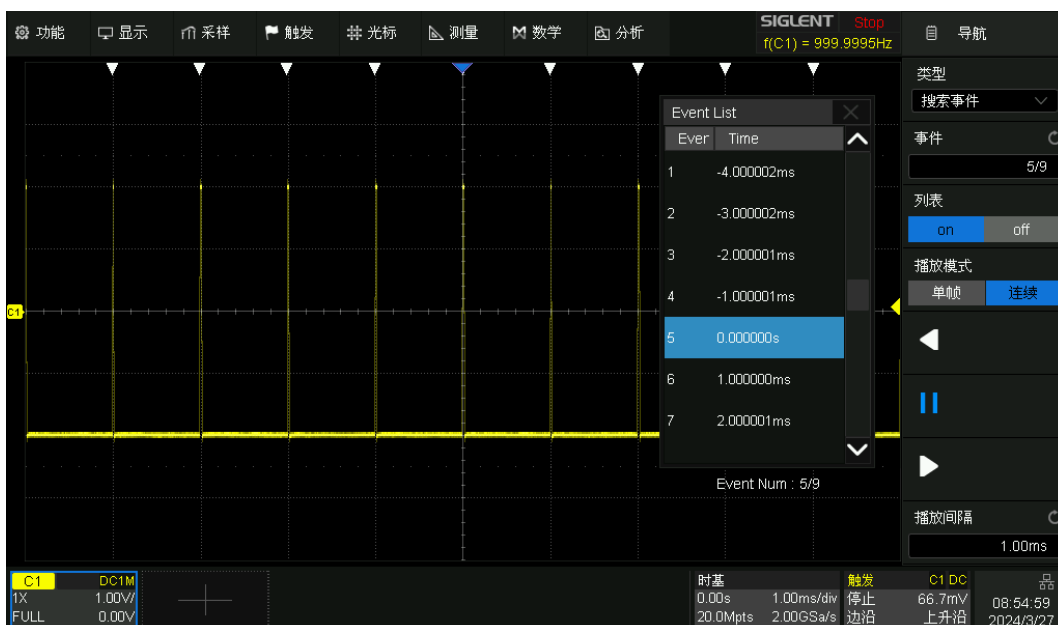 功能 显示 采样 触发 光标 测量 数学 分析
SIGLENT Stop
f(C1) = 999.9995Hz
导航
类型
搜索事件
事件
5/9
列表
on off
播放模式
单帧 连续
播放间隔
1.00ms
Event List
Ever Time
1 -4.000002ms
2 -3.000002ms
3 -2.000001ms
4 -1.000001ms
5 0.000000s
6 1.000000ms
7 2.000001ms
Event Num : 5/9
C1
C1 DC1M
1X 1.00V/
FULL 0.00V
时基
0.00s 1.00ms/div
20.0Mpts 2.00GSa/s
触发 C1 DC
停止 66.7mV
边沿 上升沿
08:54:59
2024/3/27